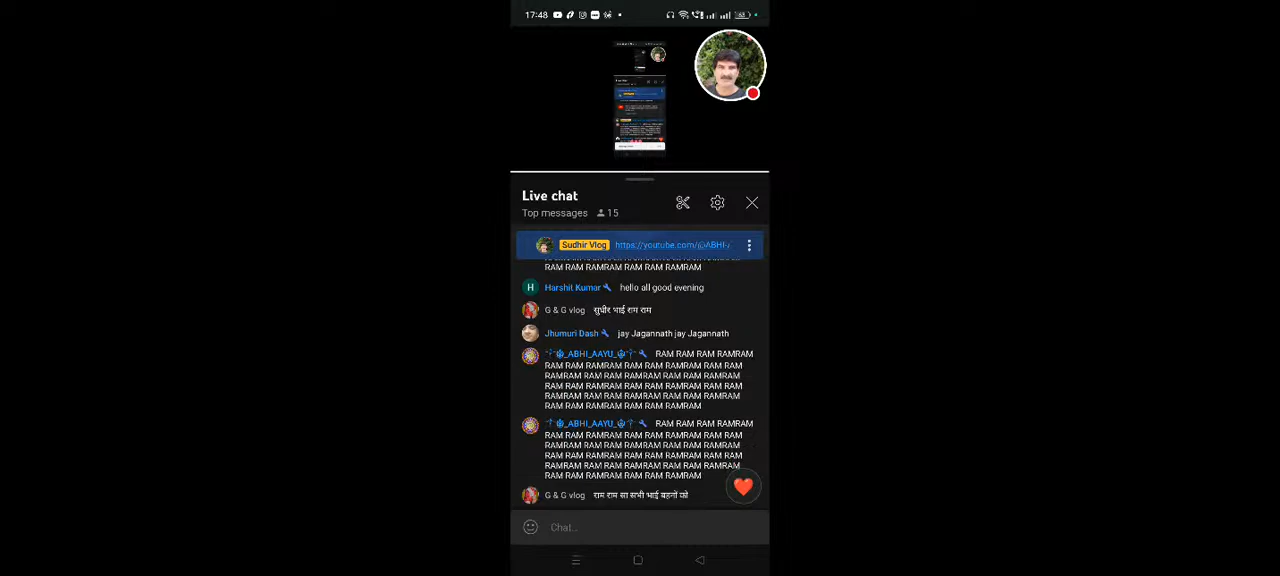 17:48
Live chat
Top messages 15
Sudhir Vlog https://youtube.com/@ABHI-A
RAM RAM RAMRAM RAM RAM RAMRAM
Harshit Kumar hello all good evening
G & G vlog सुधीर भाई राम राम
Jhumuri Dash jay Jagannath jay Jagannath
_ABHI_AAYU_ RAM RAM RAM RAMRAM
RAM RAM RAMRAM RAM RAM RAMRAM RAM RAM
RAMRAM RAM RAM RAMRAM RAM RAM RAMRAM
RAM RAM RAMRAM RAM RAM RAMRAM RAM RAM
RAMRAM RAM RAM RAMRAM RAM RAM RAMRAM
RAM RAM RAMRAM RAM RAM RAMRAM
_ABHI_AAYU_ RAM RAM RAM RAMRAM
RAM RAM RAMRAM RAM RAM RAMRAM RAM RAM
RAMRAM RAM RAM RAMRAM RAM RAM RAMRAM
RAM RAM RAMRAM RAM RAM RAMRAM RAM RAM
RAMRAM RAM RAM RAMRAM RAM RAM RAMRAM
RAM RAM RAMRAM RAM RAM RAMRAM
G & G vlog राम राम सा सभी भाई बहनों को
Chat...